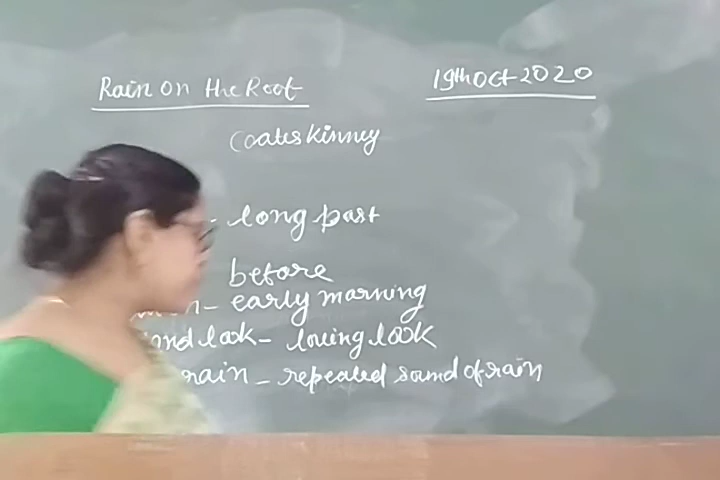 Rain on the Roof
19th Oct 2020
Coates Kinney
- long past
before
- early morning
fond look - loving look
rain - repeated sound of rain